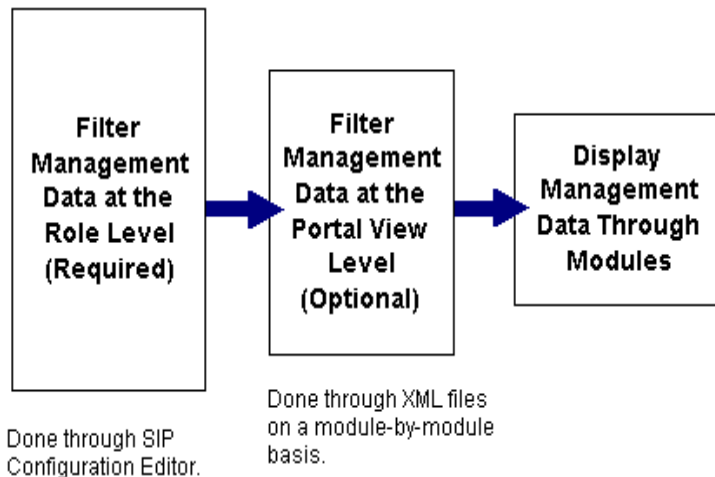 Filter
Management
Data at the
Role Level
(Required)
Done through SIP
Configuration Editor.
Filter
Management
Data at the
Portal View
Level
(Optional)
Done through XML files
on a module-by-module
basis.
Display
Management
Data Through
Modules